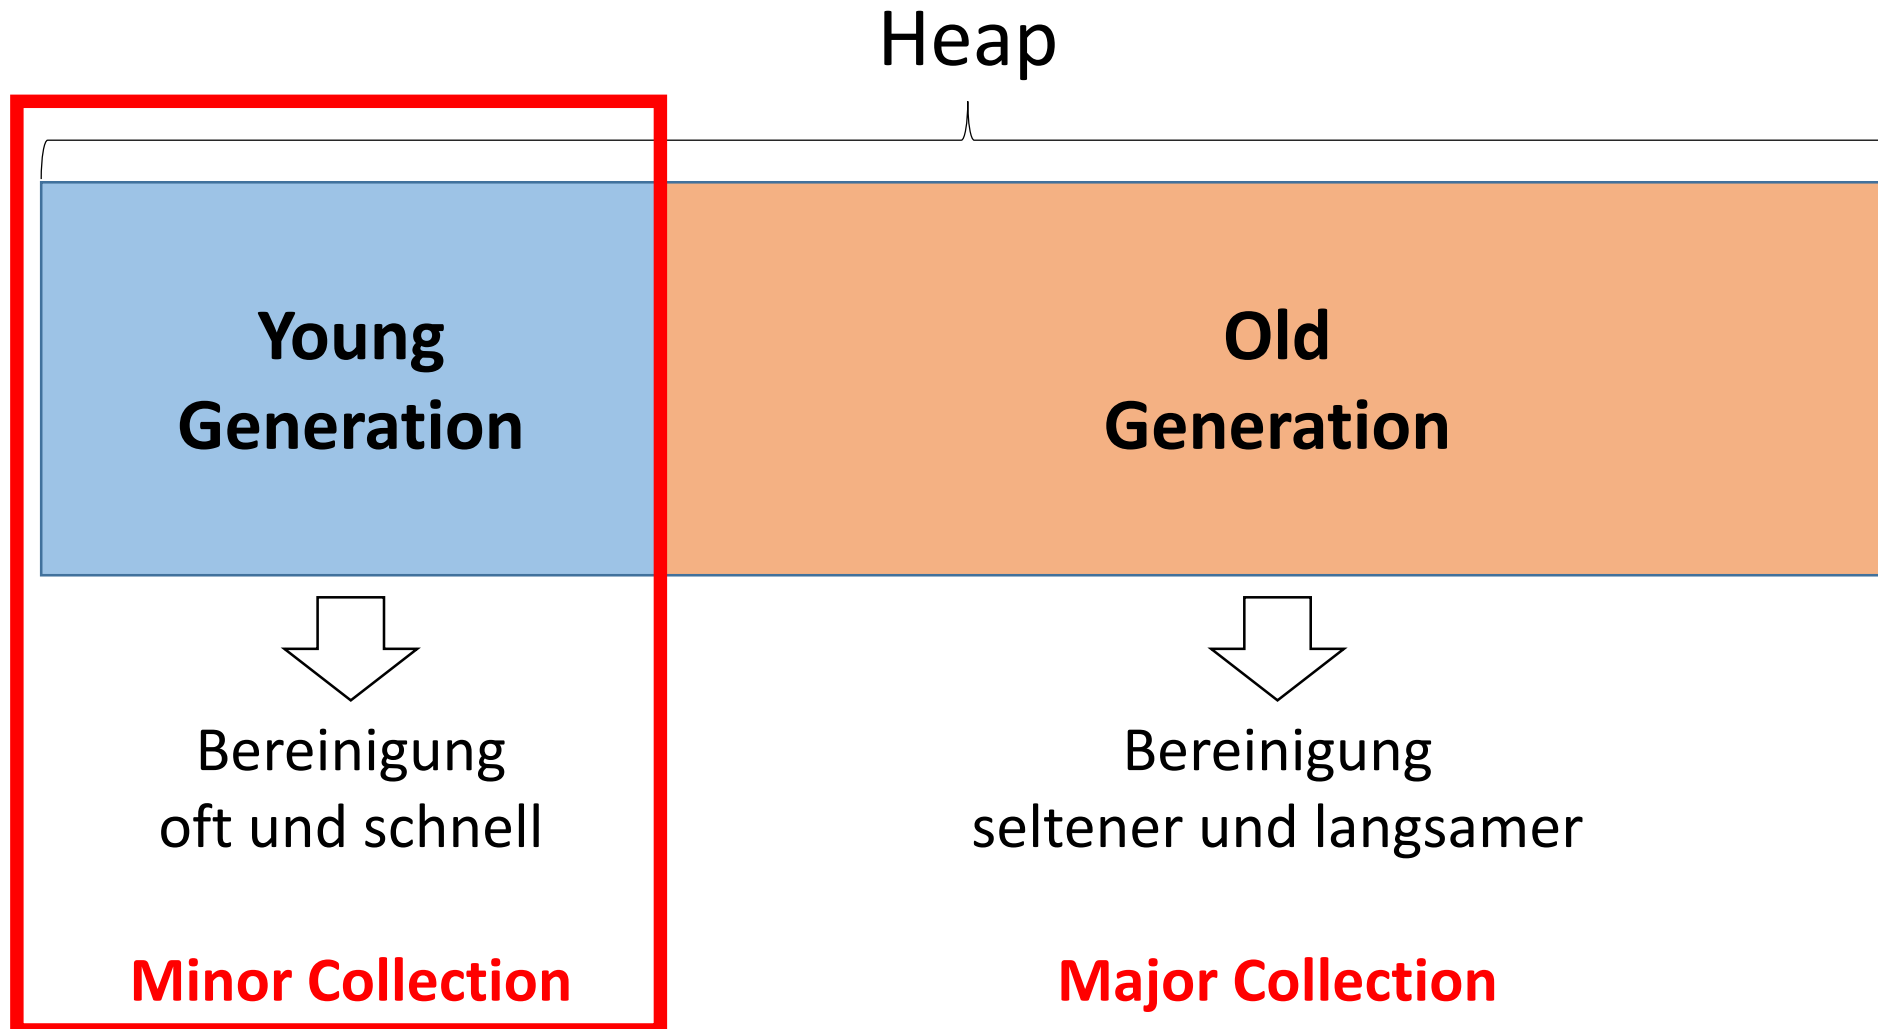 Heap
Young
Generation
Old
Generation
Bereinigung
oft und schnell
Bereinigung
seltener und langsamer
Minor Collection
Major Collection